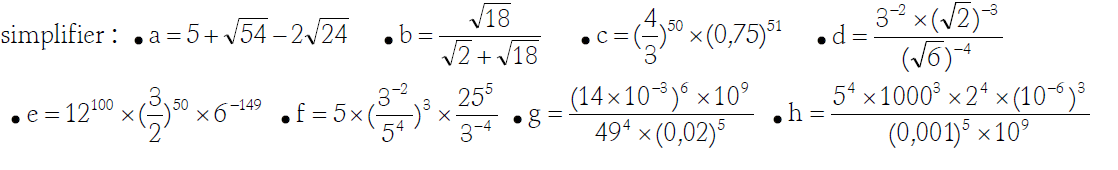 simplifier : • a = 5 + √54 − 2√24 • b = √18 / (√2 + √18) • c = (4/3)^50 × (0,75)^51 • d = (3^−2 × (√2)^−3) / (√6)^−4
• e = 12^100 × (3/2)^50 × 6^−149 • f = 5 × (3^−2 / 5^4)^3 × 25^5 / 3^−4 • g = ((14 × 10^−3)^6 × 10^9) / (49^4 × (0,02)^5) • h = (5^4 × 1000^3 × 2^4 × (10^−6)^3) / ((0,001)^5 × 10^9)